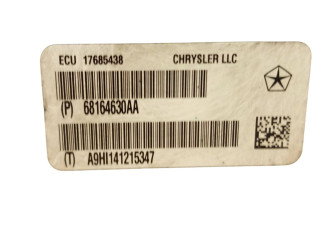 ECU 17685438 CHRYSLER LLC
(P) 68164630AA
(T) A9HI141215347